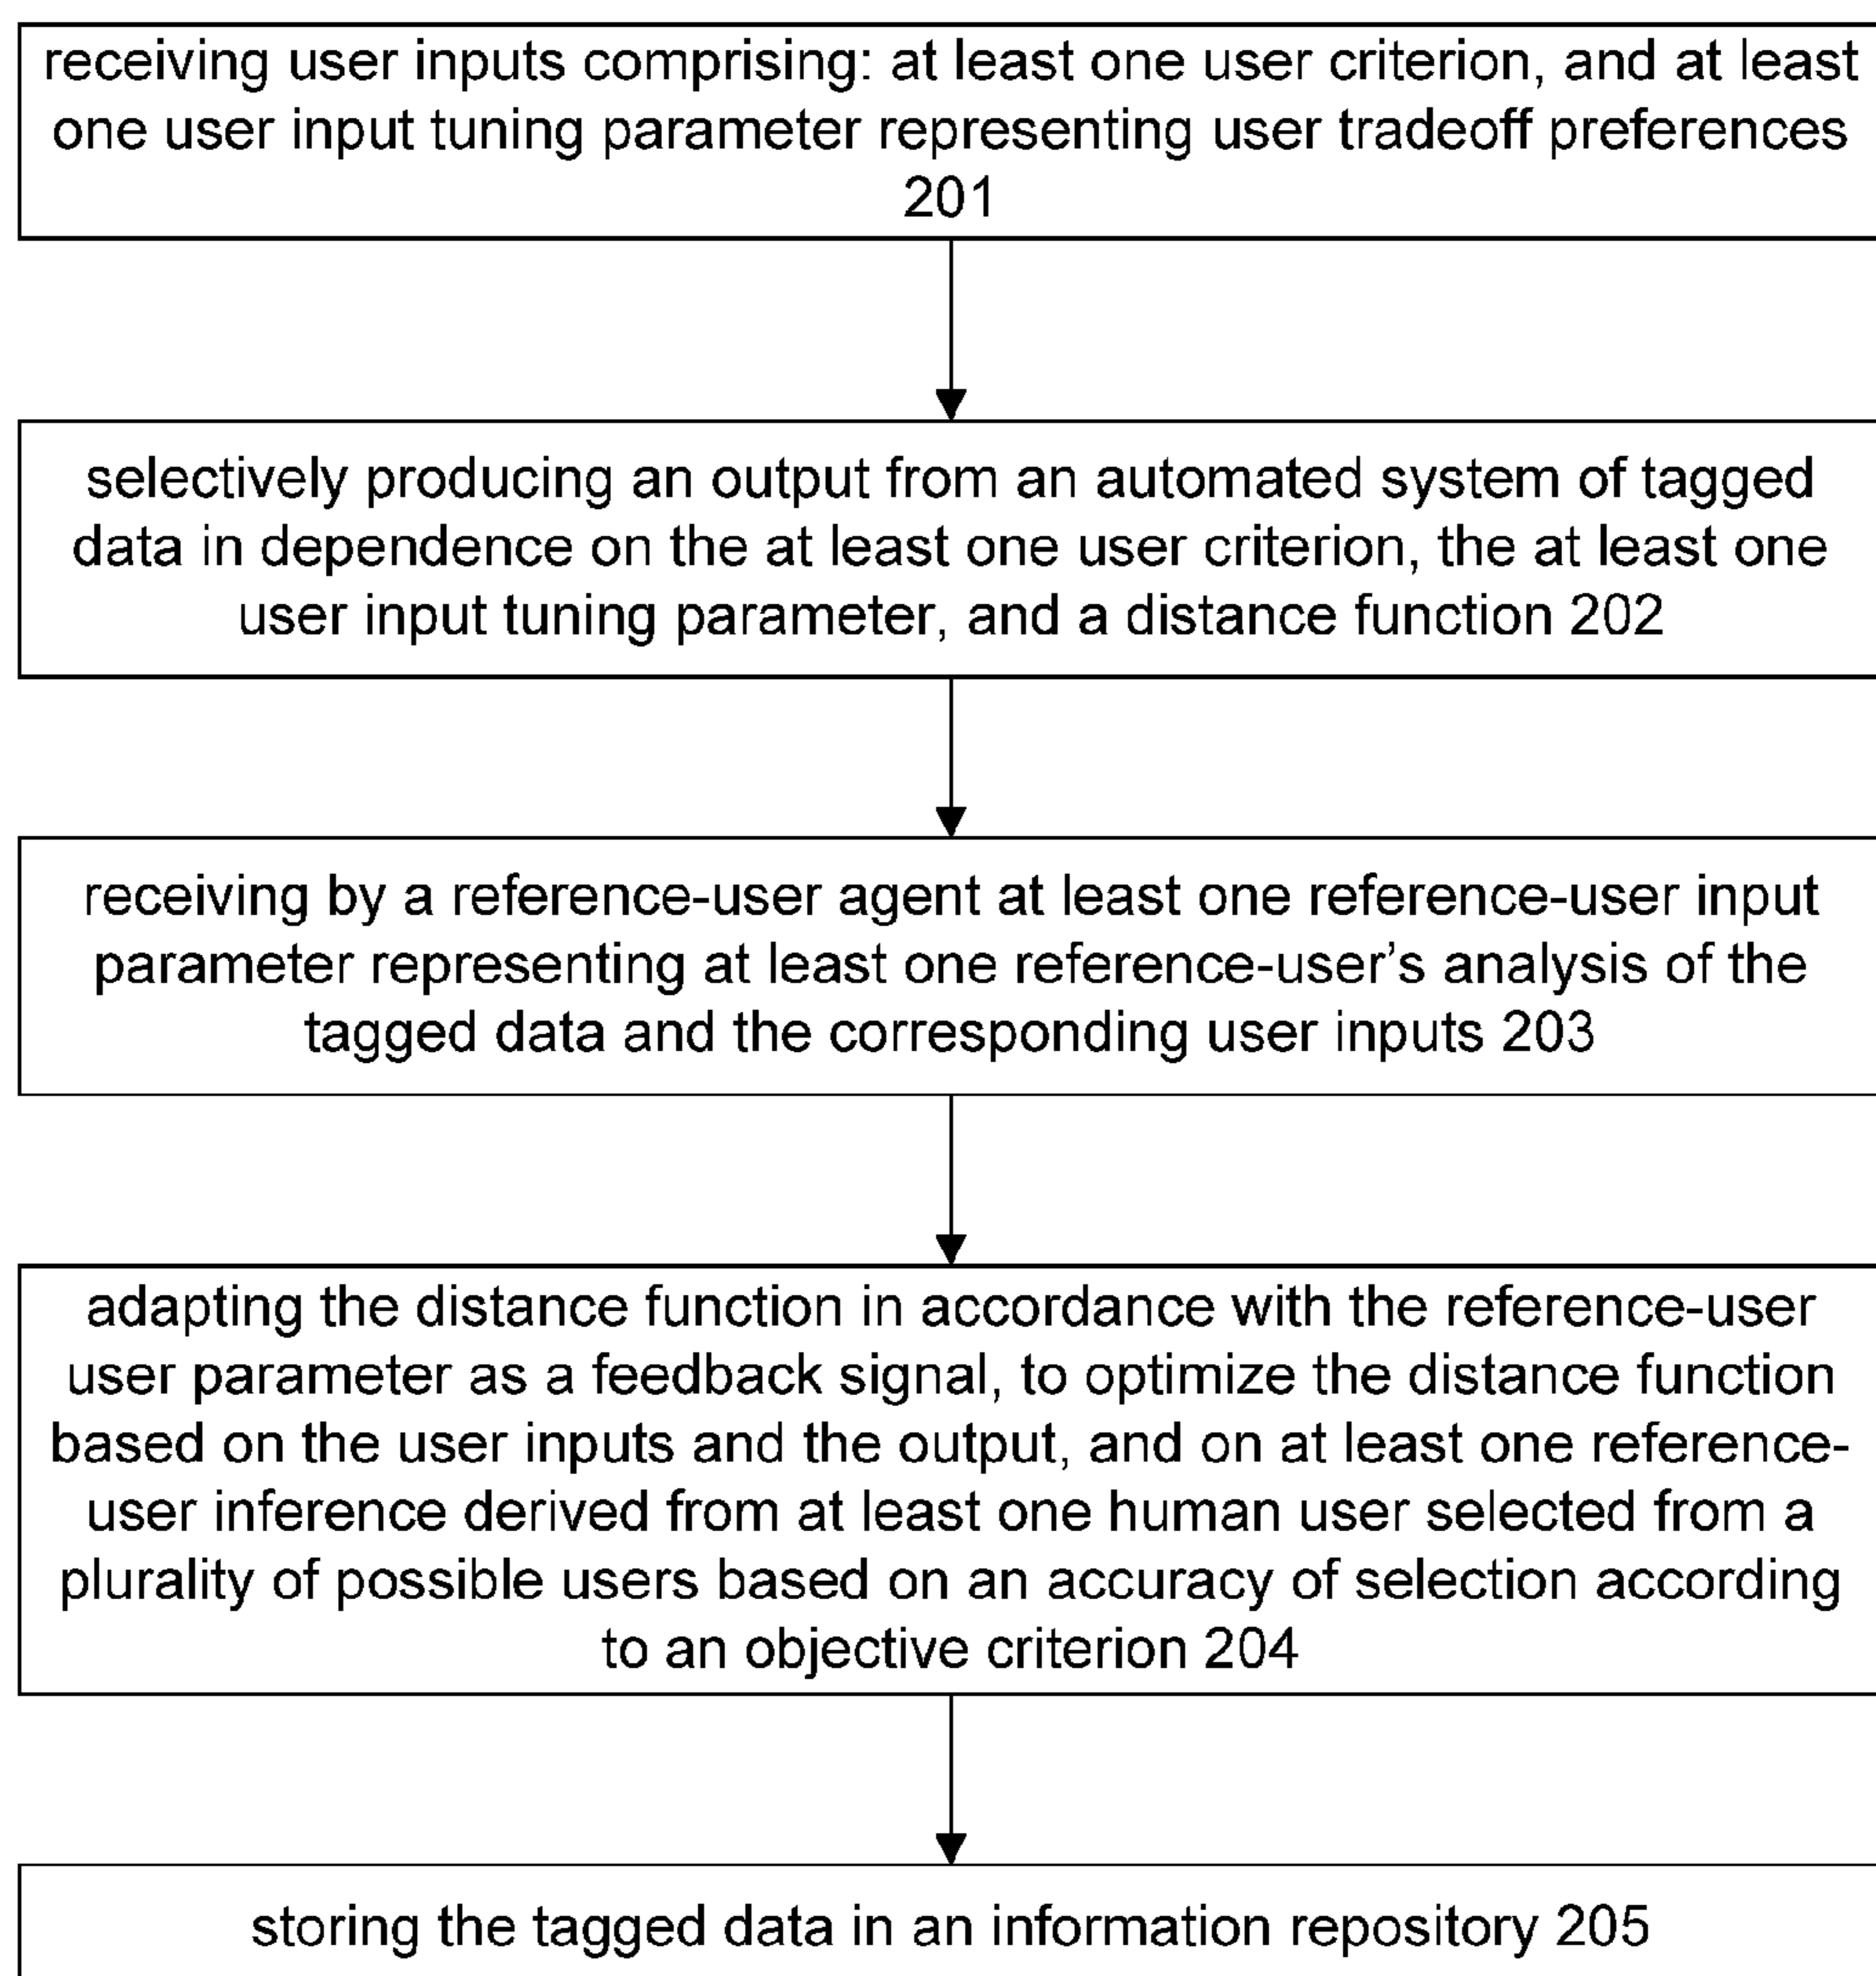 receiving user inputs comprising: at least one user criterion, and at least
one user input tuning parameter representing user tradeoff preferences
201
selectively producing an output from an automated system of tagged
data in dependence on the at least one user criterion, the at least one
user input tuning parameter, and a distance function 202
receiving by a reference-user agent at least one reference-user input
parameter representing at least one reference-user’s analysis of the
tagged data and the corresponding user inputs 203
adapting the distance function in accordance with the reference-user
user parameter as a feedback signal, to optimize the distance function
based on the user inputs and the output, and on at least one reference-
user inference derived from at least one human user selected from a
plurality of possible users based on an accuracy of selection according
to an objective criterion 204
storing the tagged data in an information repository 205